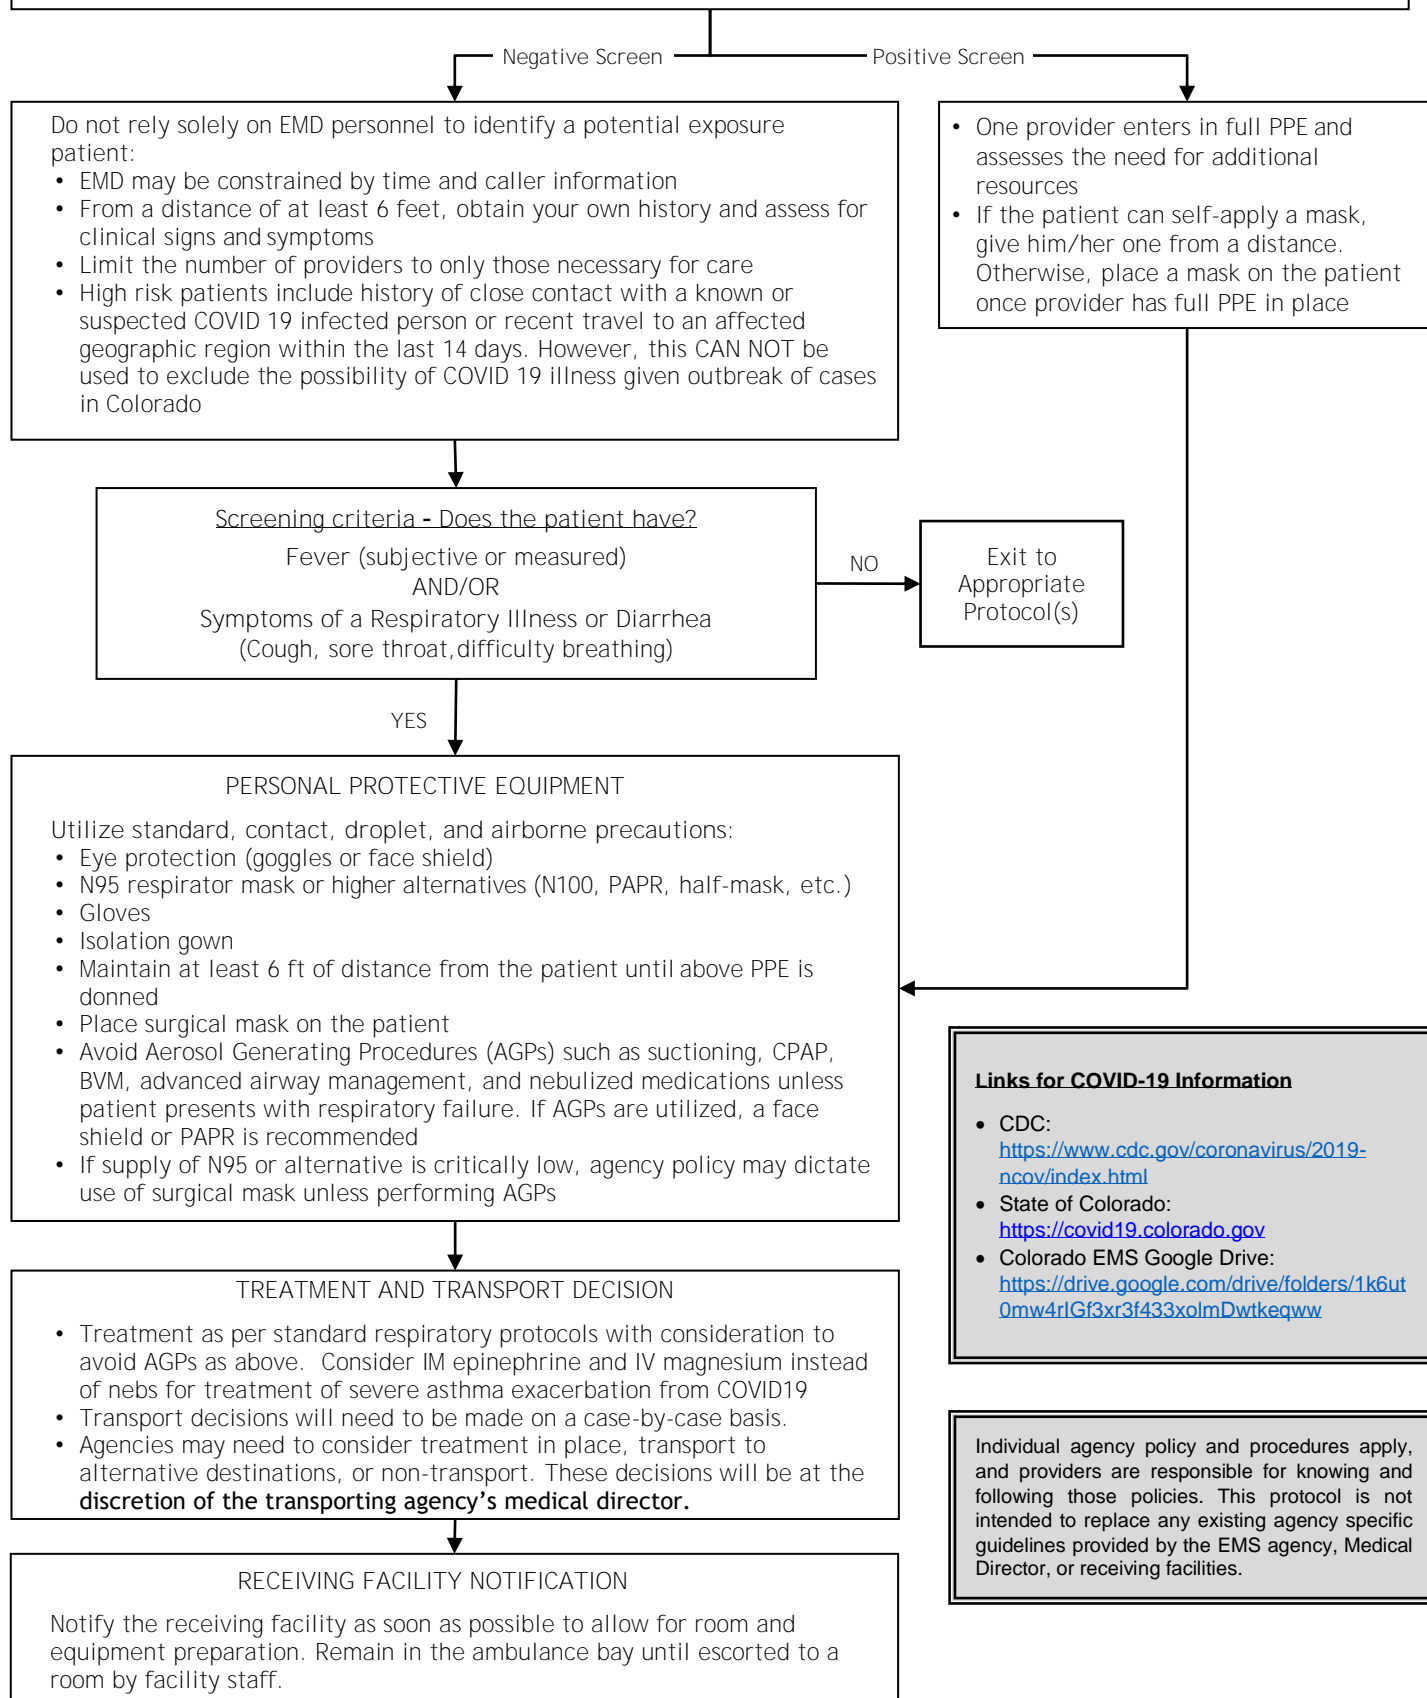 Negative Screen
Positive Screen
Do not rely solely on EMD personnel to identify a potential exposure
patient:
• EMD may be constrained by time and caller information
• From a distance of at least 6 feet, obtain your own history and assess for
clinical signs and symptoms
• Limit the number of providers to only those necessary for care
• High risk patients include history of close contact with a known or
suspected COVID 19 infected person or recent travel to an affected
geographic region within the last 14 days. However, this CAN NOT be
used to exclude the possibility of COVID 19 illness given outbreak of cases
in Colorado
• One provider enters in full PPE and
assesses the need for additional
resources
• If the patient can self-apply a mask,
give him/her one from a distance.
Otherwise, place a mask on the patient
once provider has full PPE in place
Screening criteria - Does the patient have?
Fever (subjective or measured)
AND/OR
Symptoms of a Respiratory Illness or Diarrhea
(Cough, sore throat,difficulty breathing)
NO
Exit to
Appropriate
Protocol(s)
YES
PERSONAL PROTECTIVE EQUIPMENT
Utilize standard, contact, droplet, and airborne precautions:
• Eye protection (goggles or face shield)
• N95 respirator mask or higher alternatives (N100, PAPR, half-mask, etc.)
• Gloves
• Isolation gown
• Maintain at least 6 ft of distance from the patient until above PPE is
donned
• Place surgical mask on the patient
• Avoid Aerosol Generating Procedures (AGPs) such as suctioning, CPAP,
BVM, advanced airway management, and nebulized medications unless
patient presents with respiratory failure. If AGPs are utilized, a face
shield or PAPR is recommended
• If supply of N95 or alternative is critically low, agency policy may dictate
use of surgical mask unless performing AGPs
Links for COVID-19 Information
• CDC:
https://www.cdc.gov/coronavirus/2019-
ncov/index.html
• State of Colorado:
https://covid19.colorado.gov
• Colorado EMS Google Drive:
https://drive.google.com/drive/folders/1k6ut
0mw4rIGf3xr3f433xolmDwtkeqww
TREATMENT AND TRANSPORT DECISION
• Treatment as per standard respiratory protocols with consideration to
avoid AGPs as above. Consider IM epinephrine and IV magnesium instead
of nebs for treatment of severe asthma exacerbation from COVID19
• Transport decisions will need to be made on a case-by-case basis.
• Agencies may need to consider treatment in place, transport to
alternative destinations, or non-transport. These decisions will be at the
discretion of the transporting agency’s medical director.
Individual agency policy and procedures apply,
and providers are responsible for knowing and
following those policies. This protocol is not
intended to replace any existing agency specific
guidelines provided by the EMS agency, Medical
Director, or receiving facilities.
RECEIVING FACILITY NOTIFICATION
Notify the receiving facility as soon as possible to allow for room and
equipment preparation. Remain in the ambulance bay until escorted to a
room by facility staff.